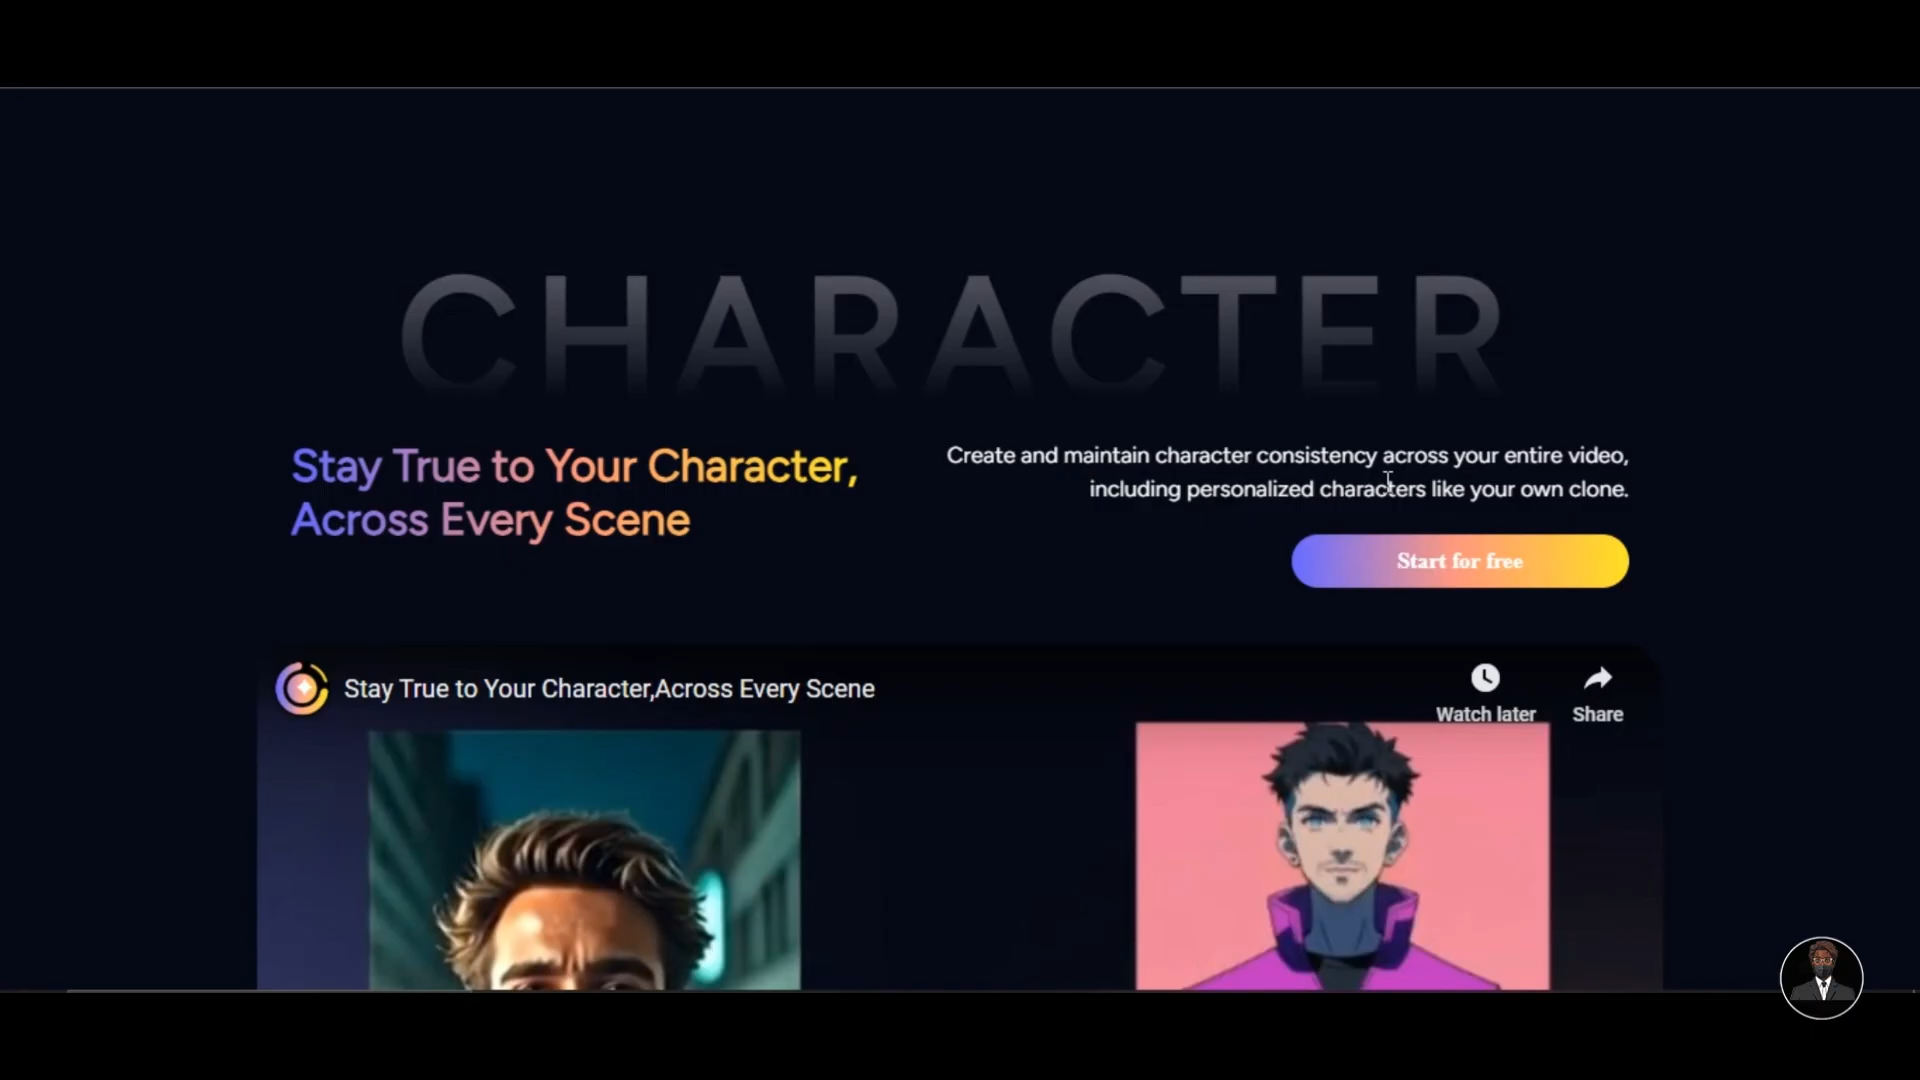 CHARACTER
Stay True to Your Character,
Across Every Scene
Create and maintain character consistency across your entire video,
including personalized characters like your own clone.
Start for free
Stay True to Your Character,Across Every Scene
Watch later
Share